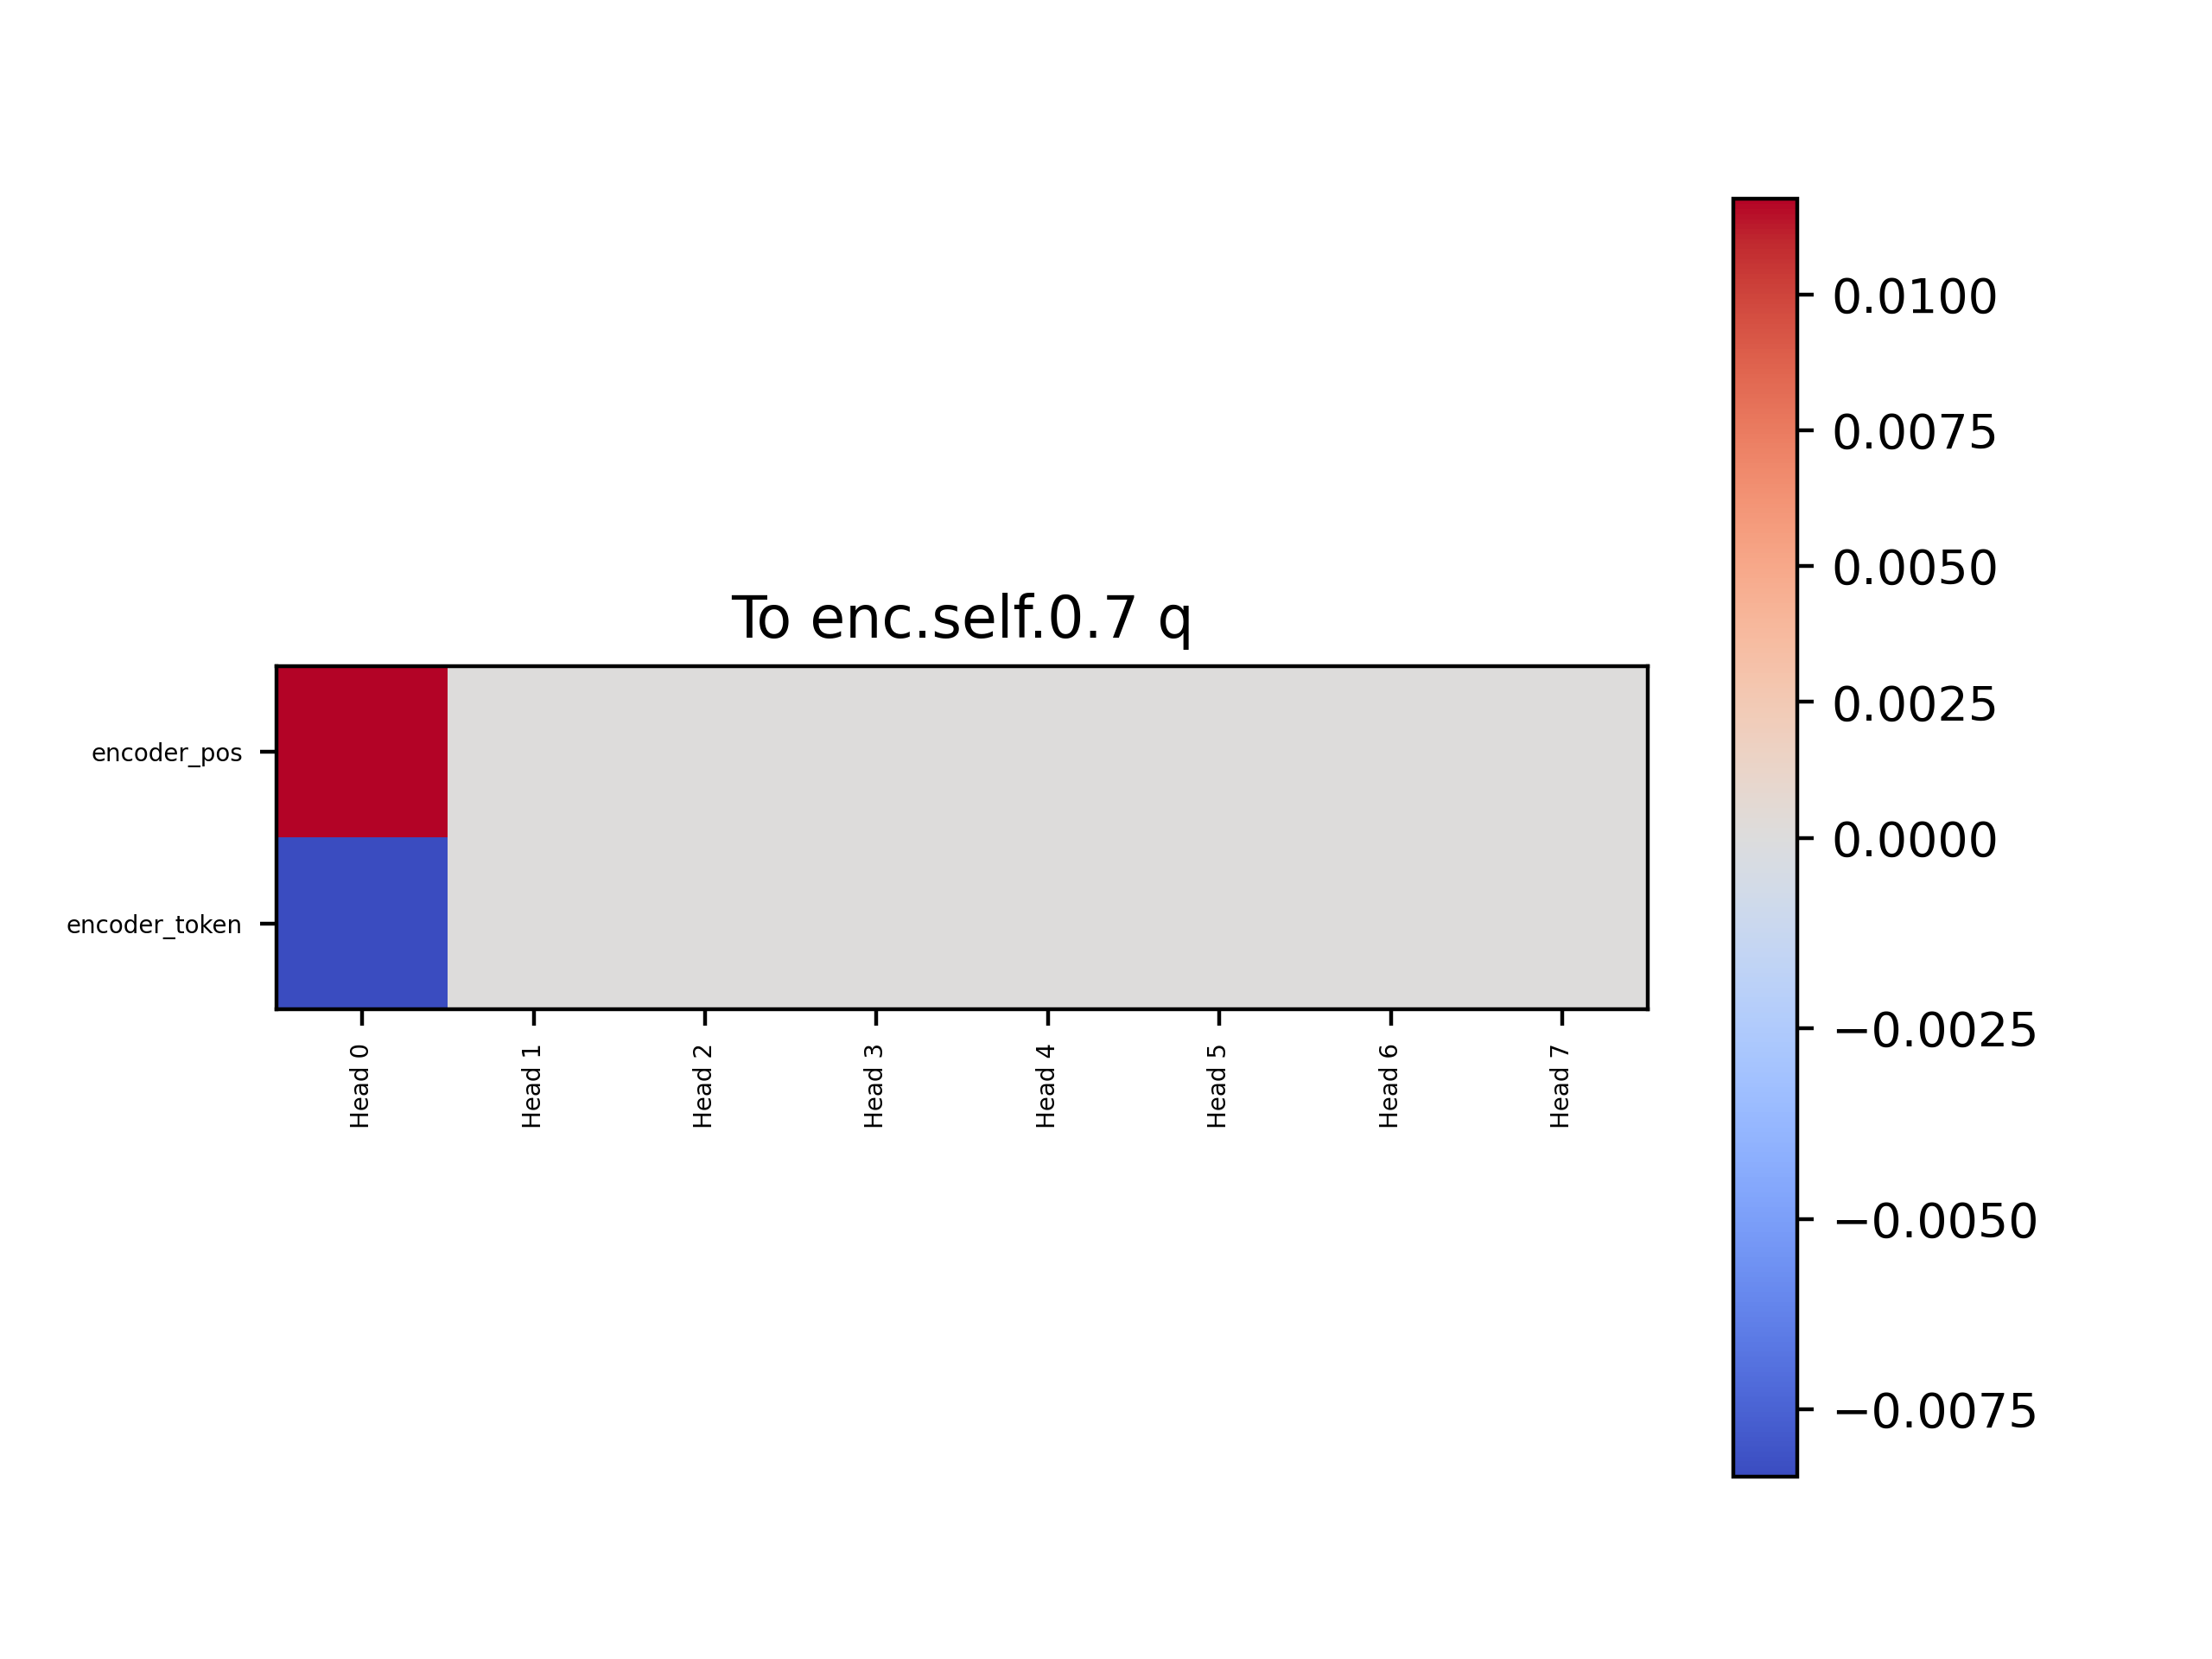 To enc.self.0.7 q
encoder_pos
encoder_token
Head 0
Head 1
Head 2
Head 3
Head 4
Head 5
Head 6
Head 7
0.0100
0.0075
0.0050
0.0025
0.0000
−0.0025
−0.0050
−0.0075